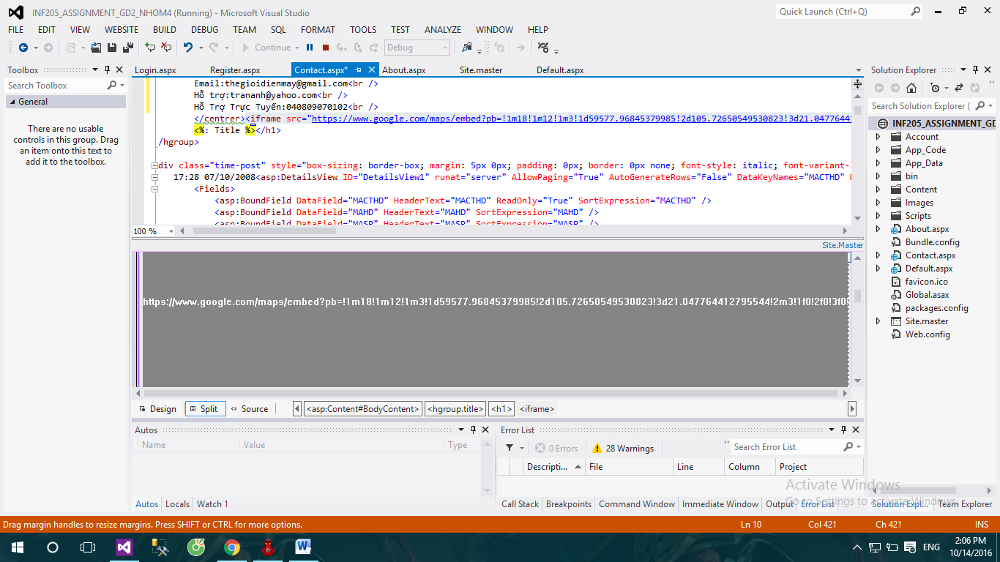 INF205_ASSIGNMENT_GD2_NHOM4 (Running) - Microsoft Visual Studio
Quick Launch (Ctrl+Q)
FILE EDIT VIEW WEBSITE BUILD DEBUG TEAM SQL FORMAT TOOLS TEST ANALYZE WINDOW HELP
Continue Debug
Toolbox
Search Toolbox
General
There are no usable
controls in this group. Drag
an item onto this text to
add it to the toolbox.
Login.aspx Register.aspx Contact.aspx* About.aspx Site.master Default.aspx
Email:thegioidienmay@gmail.com<br />
Hỗ trợ:trananh@yahoo.com<br />
Hỗ Trợ Trực Tuyến:040809070102<br />
</centrer><iframe src="https://www.google.com/maps/embed?pb=!1m18!1m12!1m3!1d59577.96845379985!2d105.72650549530823!3d21.0477644
<%: Title %></h1>
/hgroup>
div class="time-post" style="box-sizing: border-box; margin: 5px 0px; padding: 0px; border: 0px none; font-style: italic; font-variant-
17:28 07/10/2008<asp:DetailsView ID="DetailsView1" runat="server" AllowPaging="True" AutoGenerateRows="False" DataKeyNames="MACTHD"
<Fields>
<asp:BoundField DataField="MACTHD" HeaderText="MACTHD" ReadOnly="True" SortExpression="MACTHD" />
<asp:BoundField DataField="MAHD" HeaderText="MAHD" SortExpression="MAHD" />
<asp:BoundField DataField="MASP" HeaderText="MASP" SortExpression="MASP" />
100 %
Site.Master
https://www.google.com/maps/embed?pb=!1m18!1m12!1m3!1d59577.96845379985!2d105.72650549530823!3d21.047764412795544!2m3!1f0!2f0!3f0
Design Split Source <asp:Content#BodyContent> <hgroup.title> <h1> <iframe>
Autos
Name Value Type
Autos Locals Watch 1
Error List
0 Errors 28 Warnings Search Error List
Descripti... File Line Column Project
Call Stack Breakpoints Command Window Immediate Window Output Error List
Solution Explorer
Search Solution Explorer (
INF205_ASSIGNMENT_GD
Account
App_Code
App_Data
bin
Content
Images
Scripts
About.aspx
Bundle.config
Contact.aspx
Default.aspx
favicon.ico
Global.asax
packages.config
Site.master
Web.config
Activate Windows
Go to Settings to activate Windows.
Solution Expl... Team Explorer
Drag margin handles to resize margins. Press SHIFT or CTRL for more options. Ln 10 Col 421 Ch 421 INS
ENG
2:06 PM
10/14/2016